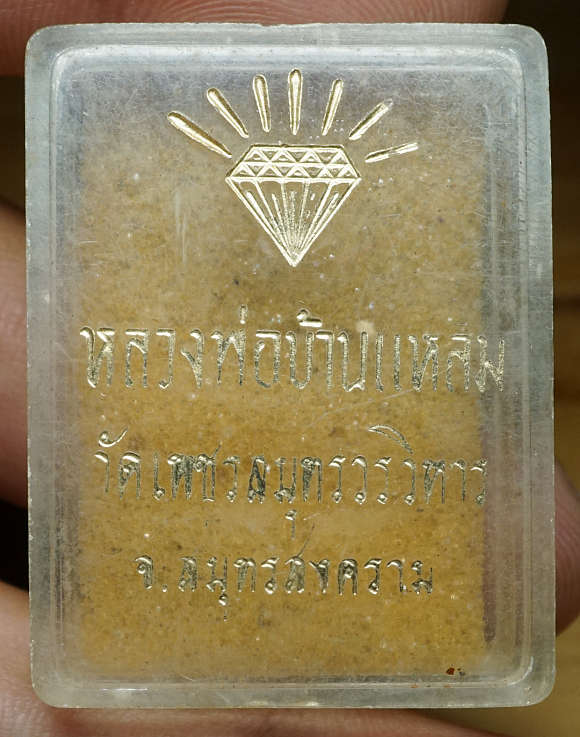 หลวงพ่อบ้านแหลม
วัดเพชรสมุทรวรวิหาร
จ.สมุทรสงคราม